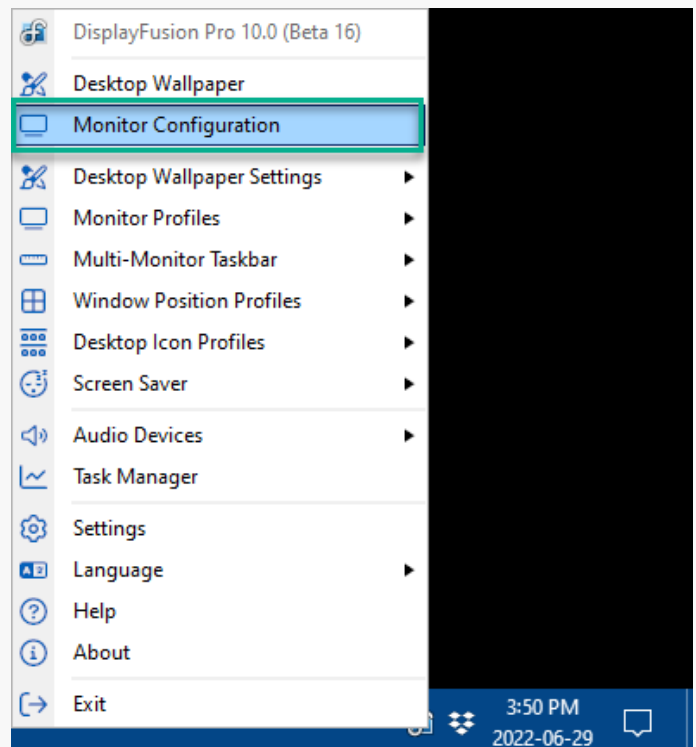 DisplayFusion Pro 10.0 (Beta 16)
Desktop Wallpaper
Monitor Configuration
Desktop Wallpaper Settings
Monitor Profiles
Multi-Monitor Taskbar
Window Position Profiles
Desktop Icon Profiles
Screen Saver
Audio Devices
Task Manager
Settings
Language
Help
About
Exit
3:50 PM
2022-06-29